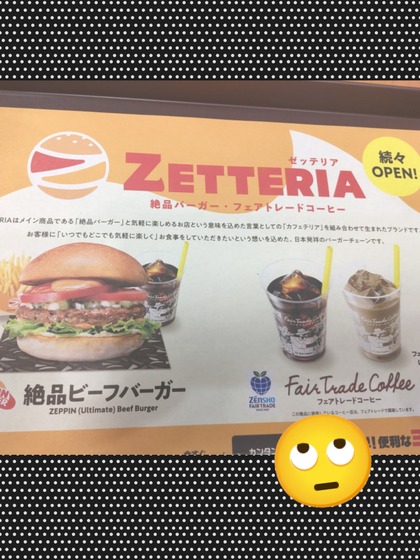 ゼッテリア
ZETTERIA
続々
OPEN!
絶品バーガー・フェアトレードコーヒー
RIAはメイン商品である「絶品バーガー」と気軽に楽しめるお店という意味を込めた言葉としての「カフェテリア」を組み合わせて生まれたブランドです
お客様に「いつでもどこでも気軽に楽しく」お食事をしていただきたいという想いを込めた、日本発祥のバーガーチェーンです。
絶品ビーフバーガー
ZEPPIN (Ultimate) Beef Burger
ZENSHO
FAIR TRADE
Fair Trade Coffee
フェアトレードコーヒー
カンタン
!! 便利な